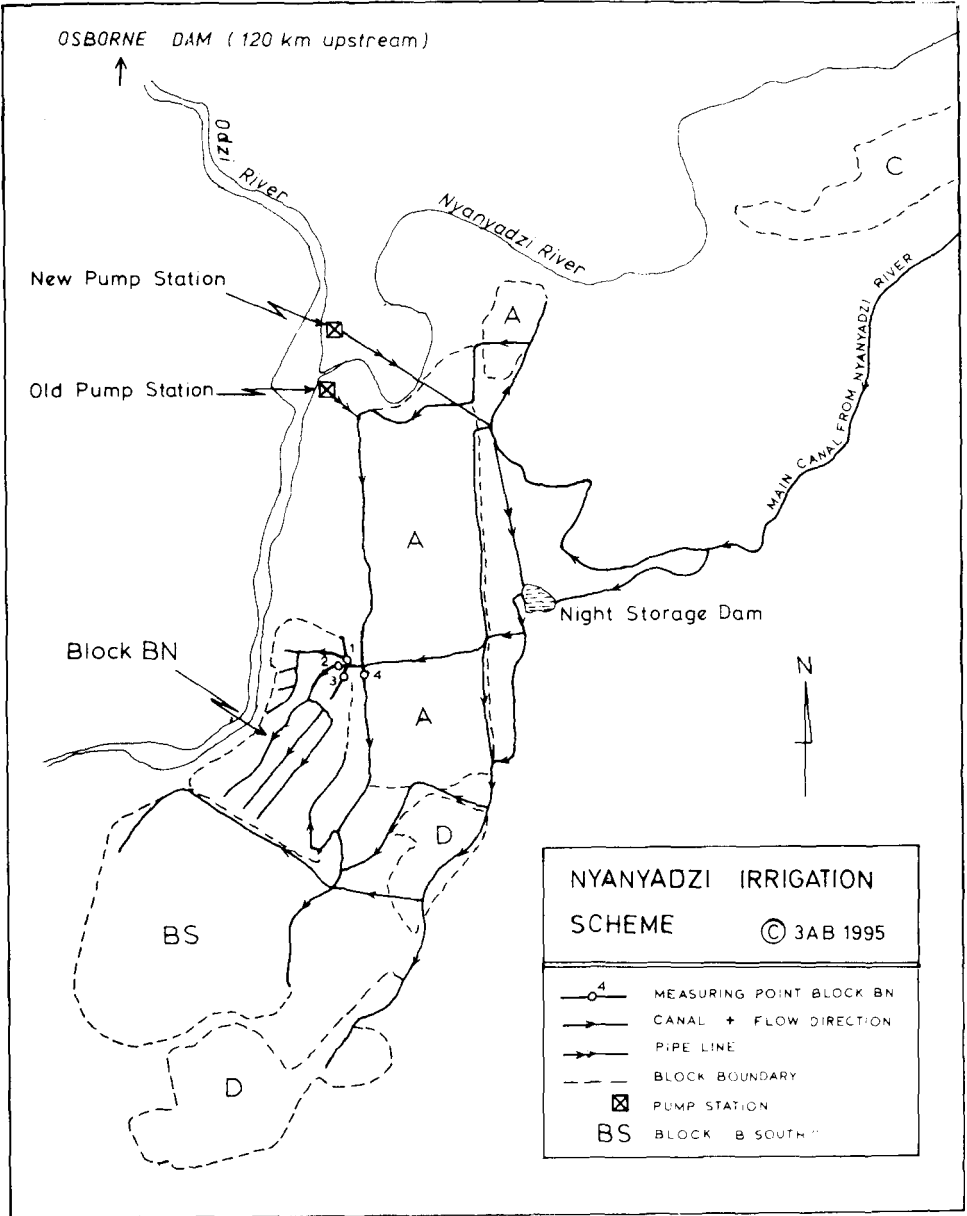 OSBORNE DAM (120 km upstream)
Odzi River
C
Nyanyadzi River
New Pump Station
A
MAIN CANAL FROM NYANYADZI RIVER
Old Pump Station
A
Night Storage Dam
Block BN
1
2
3
4
N
A
D
NYANYADZI IRRIGATION
SCHEME © 3AB 1995
BS
4 MEASURING POINT BLOCK BN
CANAL + FLOW DIRECTION
PIPE LINE
BLOCK BOUNDARY
PUMP STATION
BS BLOCK B SOUTH"
D